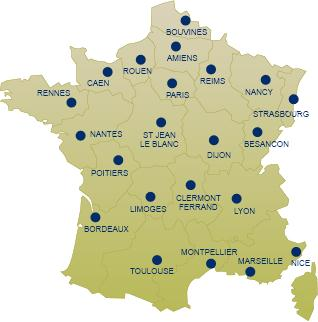 BOUVINES
AMIENS
ROUEN
CAEN
REIMS
NANCY
PARIS
RENNES
STRASBOURG
NANTES
ST JEAN
LE BLANC
BESANCON
DIJON
POITIERS
CLERMONT
FERRAND
LIMOGES
LYON
BORDEAUX
MONTPELLIER
MARSEILLE
NICE
TOULOUSE